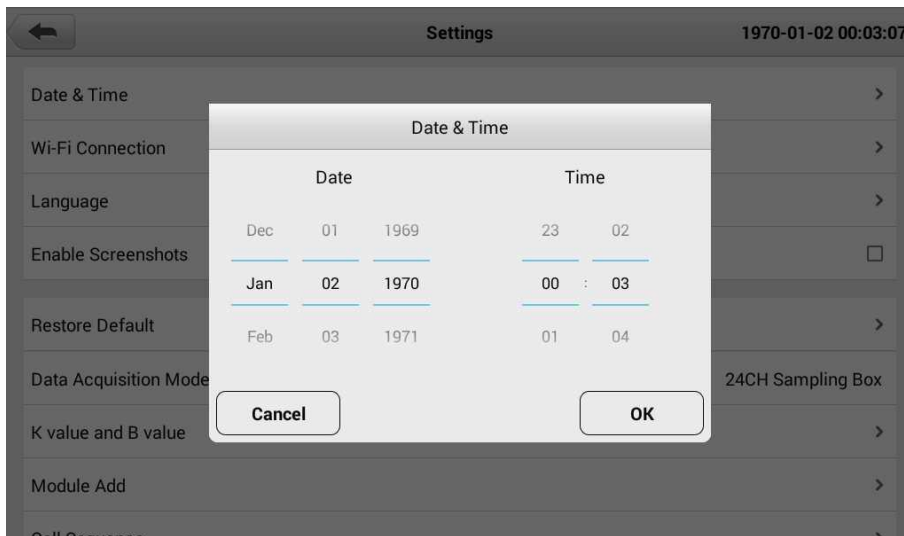 Settings
1970-01-02 00:03:07
Date & Time
Wi-Fi Connection
Language
Enable Screenshots
Restore Default
Data Acquisition Mode
24CH Sampling Box
K value and B value
Module Add
Date & Time
Date
Time
Dec 01 1969
23 02
Jan 02 1970
00 : 03
Feb 03 1971
01 04
Cancel
OK